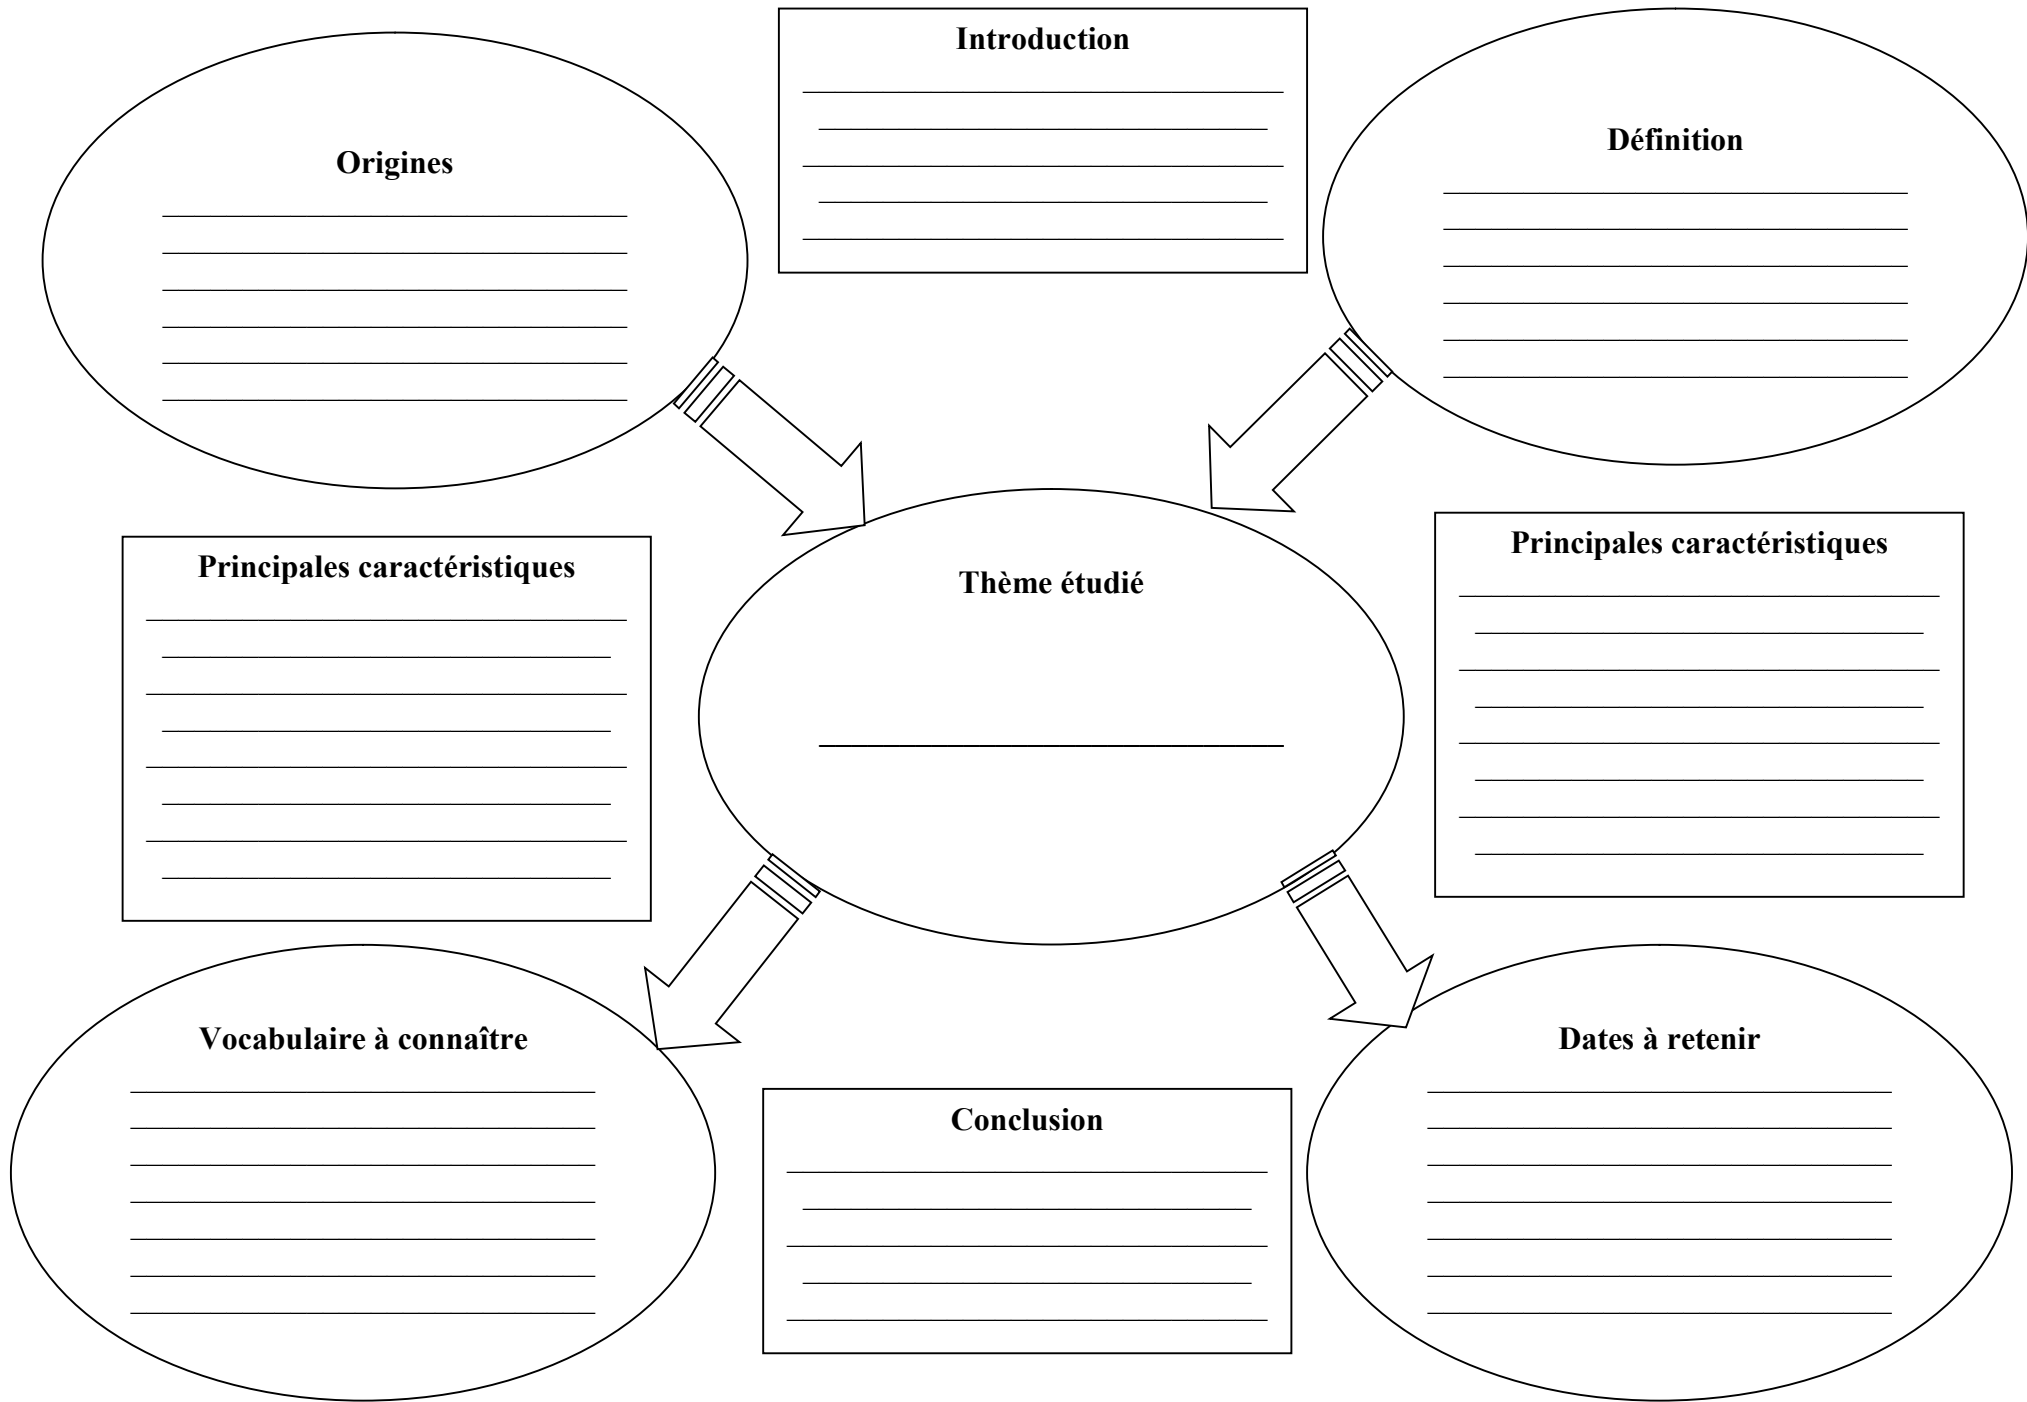 Introduction
Origines
Définition
Principales caractéristiques
Thème étudié
Principales caractéristiques
Vocabulaire à connaître
Conclusion
Dates à retenir